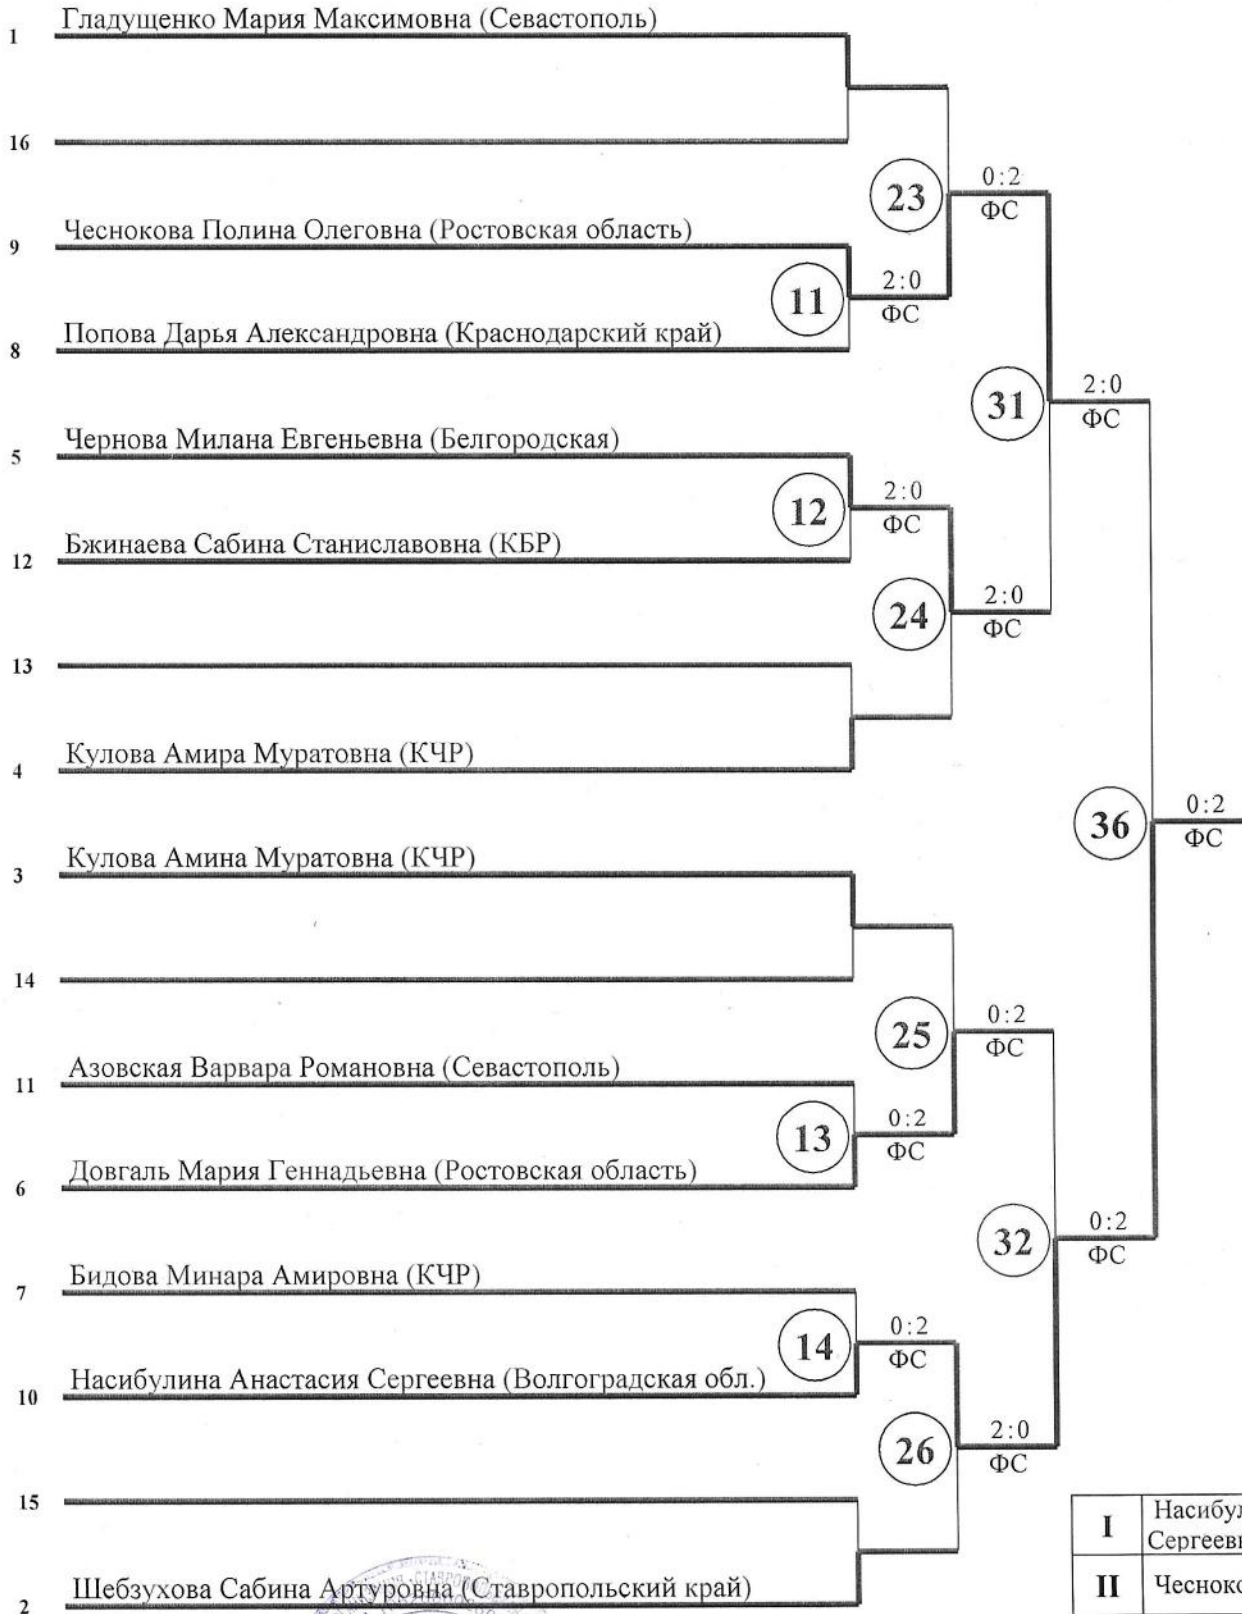 Гладущенко Мария Максимовна (Севастополь)
1
16
23
0:2
ФС
Чеснокова Полина Олеговна (Ростовская область)
9
11
2:0
ФС
Попова Дарья Александровна (Краснодарский край)
8
31
2:0
ФС
Чернова Милана Евгеньевна (Белгородская)
5
12
2:0
ФС
Бжинаева Сабина Станиславовна (КБР)
12
24
2:0
ФС
13
Кулова Амира Муратовна (КЧР)
4
36
0:2
ФС
Кулова Амина Муратовна (КЧР)
3
14
25
0:2
ФС
Азовская Варвара Романовна (Севастополь)
11
13
0:2
ФС
Довгаль Мария Геннадьевна (Ростовская область)
6
32
0:2
ФС
Бидова Минара Амировна (КЧР)
7
14
0:2
ФС
Насибулина Анастасия Сергеевна (Волгоградская обл.)
10
26
2:0
ФС
15
I
Насибул
Сергеевн
II
Чесноко
Шебзухова Сабина Артуровна (Ставропольский край)
2